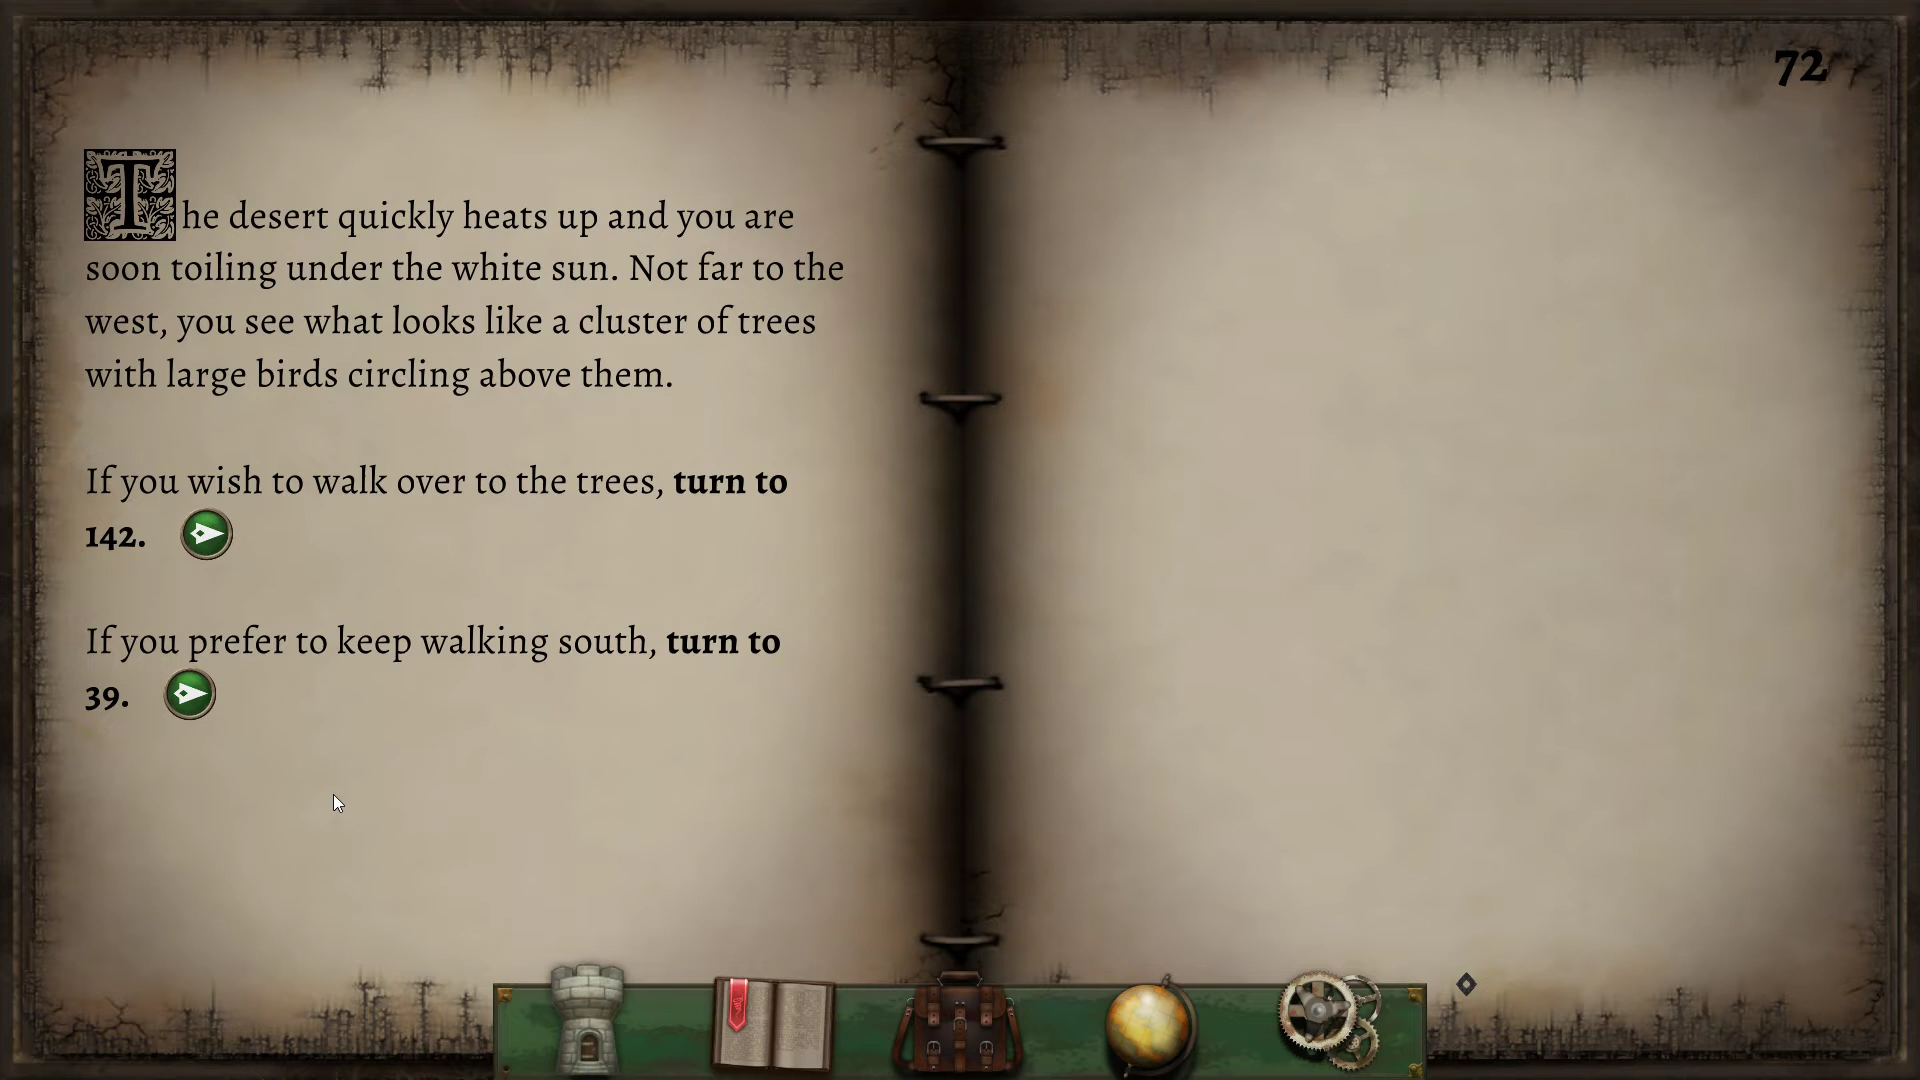 72
The desert quickly heats up and you are
soon toiling under the white sun. Not far to the
west, you see what looks like a cluster of trees
with large birds circling above them.
If you wish to walk over to the trees, turn to
142.
If you prefer to keep walking south, turn to
39.